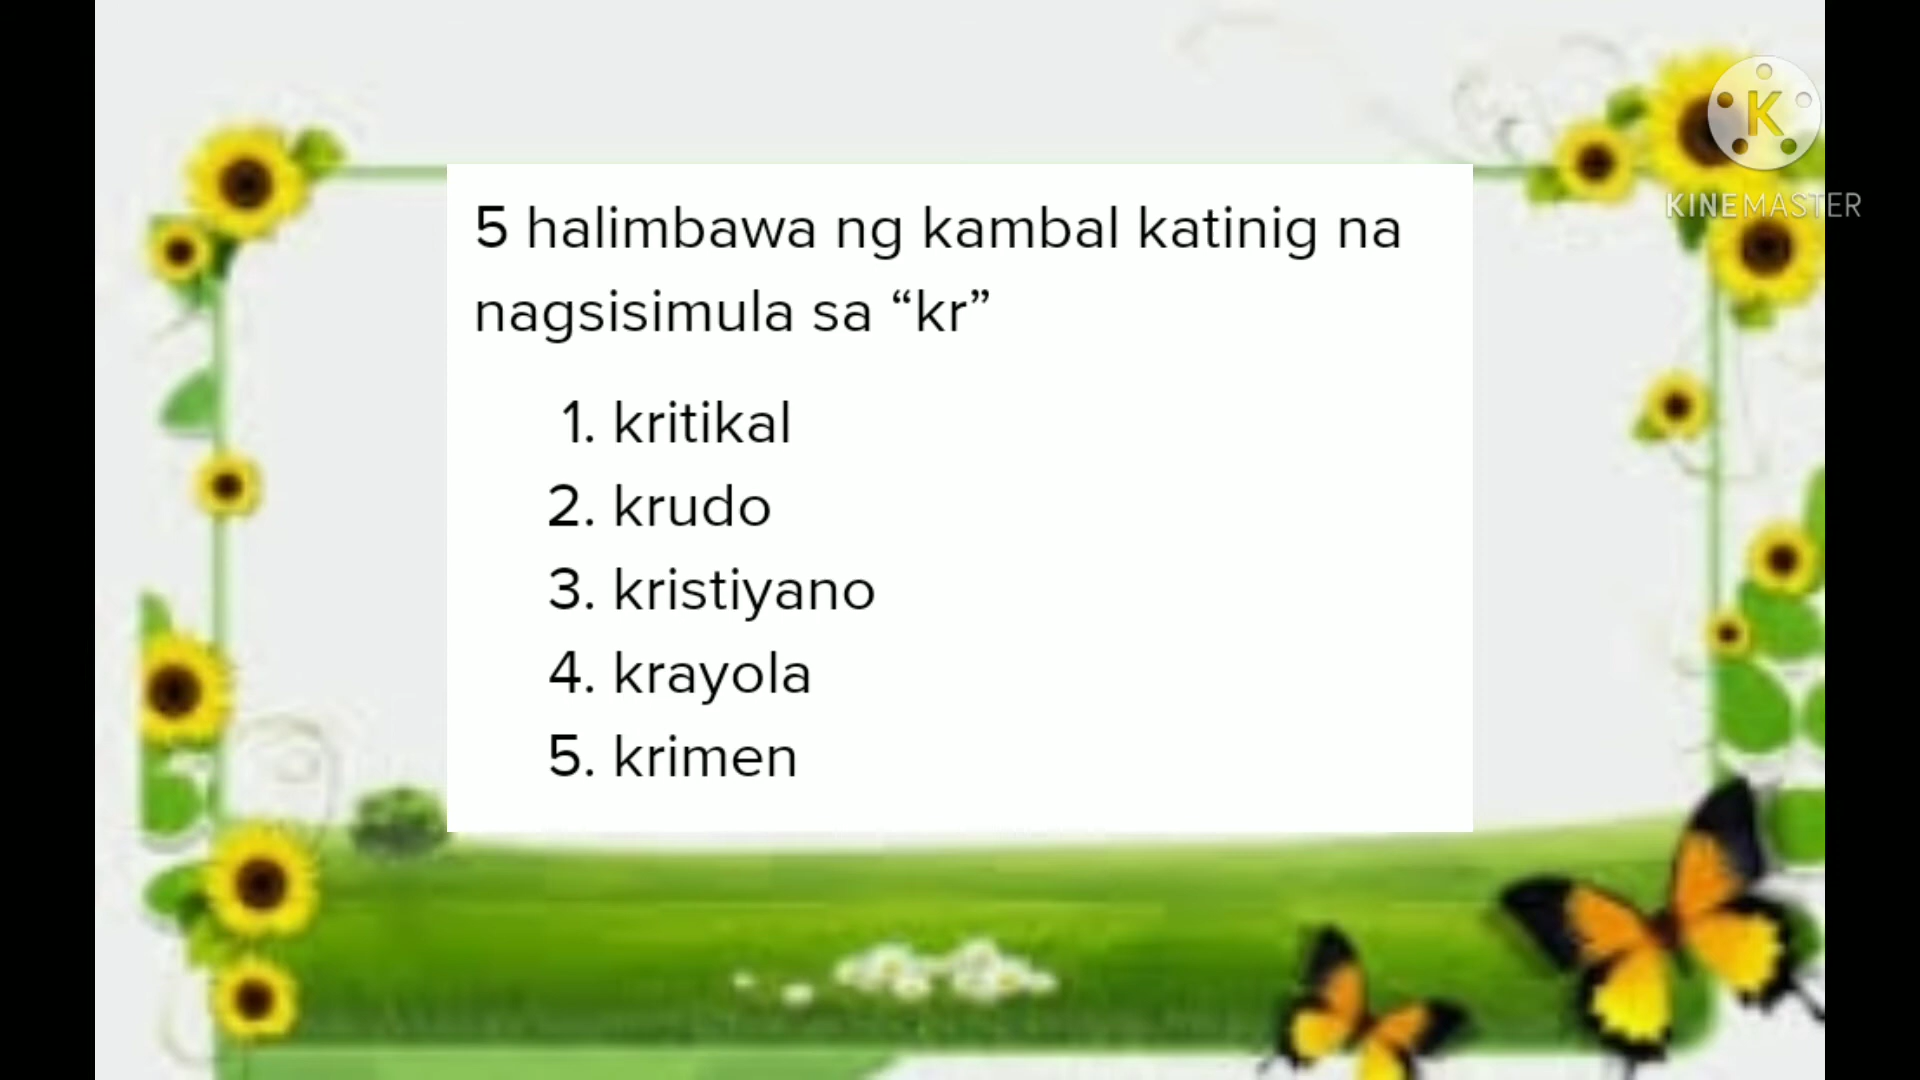 5 halimbawa ng kambal katinig na
nagsisimula sa “kr”
1. kritikal
2. krudo
3. kristiyano
4. krayola
5. krimen
K
KINEMASTER